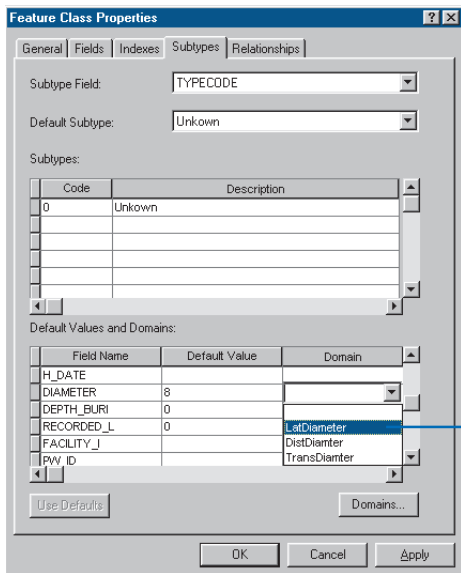 Feature Class Properties
General Fields Indexes Subtypes Relationships
Subtype Field: TYPECODE
Default Subtype: Unkown
Subtypes:
Code Description
0 Unkown
Default Values and Domains:
Field Name Default Value Domain
H_DATE
DIAMETER 8
DEPTH_BURI 0
RECORDED_L 0 LatDiameter
FACILITY_I DistDiamter
PW_ID TransDiamter
Use Defaults Domains...
OK Cancel Apply